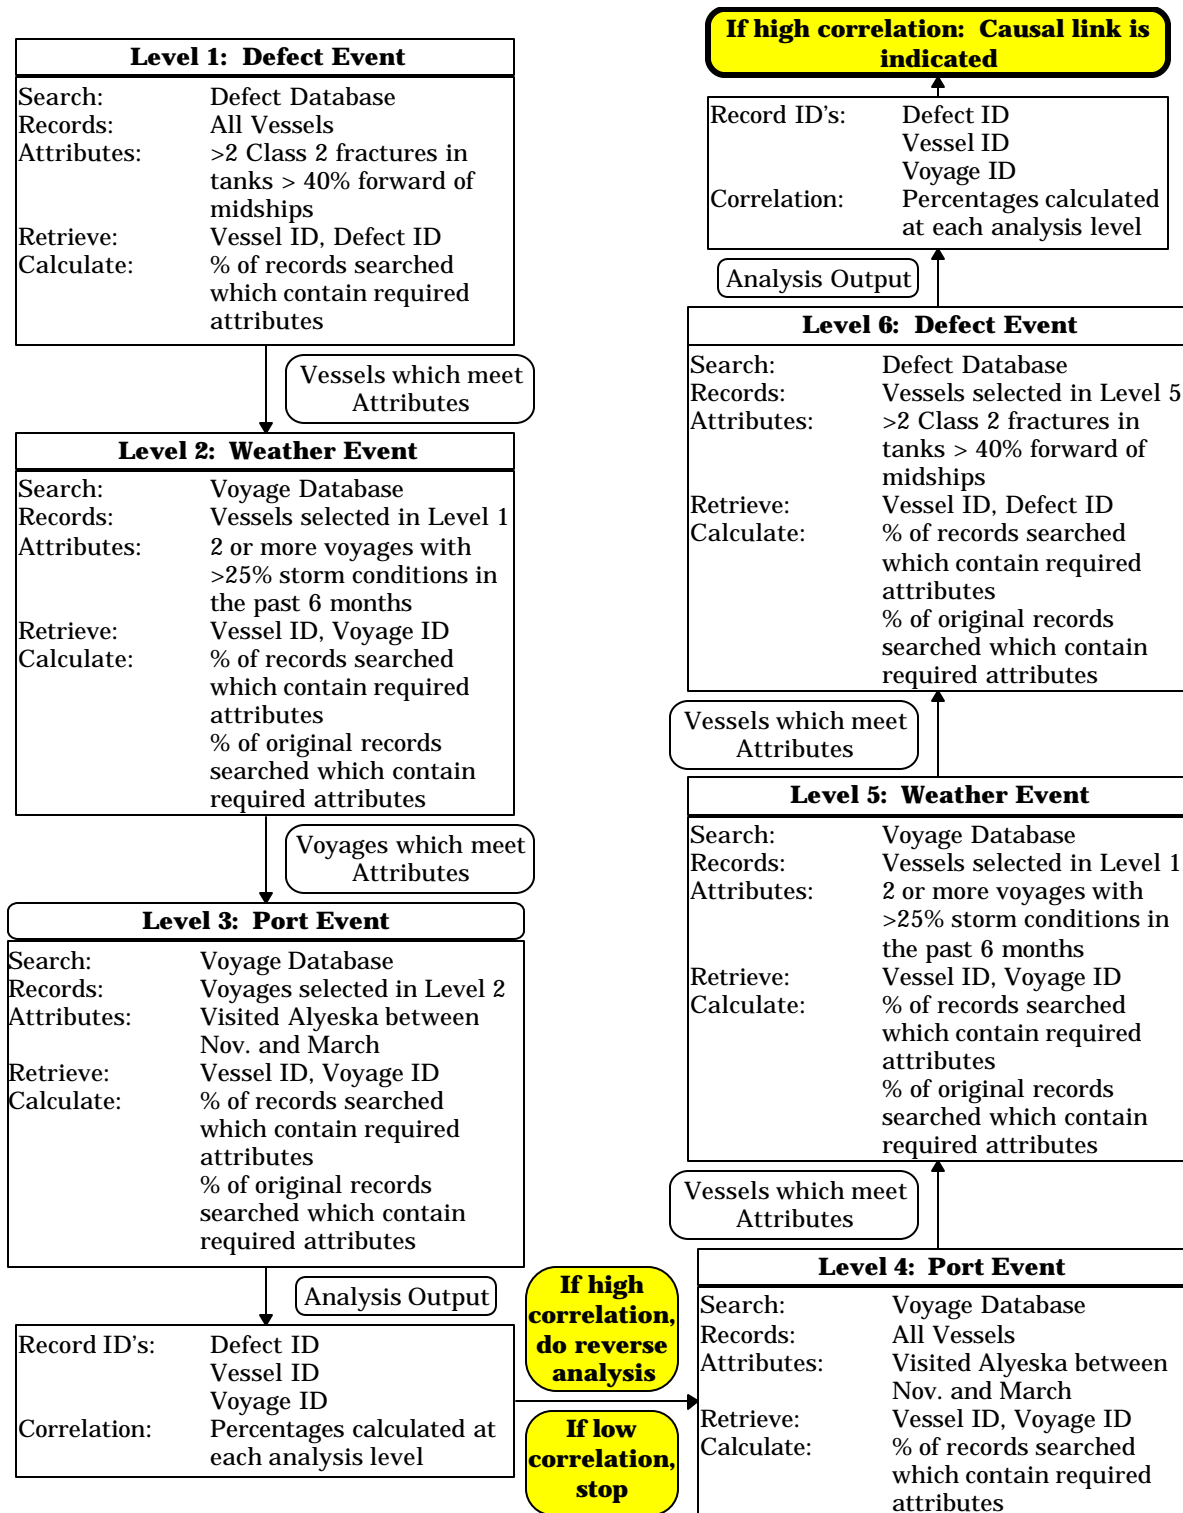 Level 1: Defect Event
Search: Defect Database
Records: All Vessels
Attributes: >2 Class 2 fractures in
tanks > 40% forward of
midships
Retrieve: Vessel ID, Defect ID
Calculate: % of records searched
which contain required
attributes
Vessels which meet
Attributes
Level 2: Weather Event
Search: Voyage Database
Records: Vessels selected in Level 1
Attributes: 2 or more voyages with
>25% storm conditions in
the past 6 months
Retrieve: Vessel ID, Voyage ID
Calculate: % of records searched
which contain required
attributes
% of original records
searched which contain
required attributes
Voyages which meet
Attributes
Level 3: Port Event
Search: Voyage Database
Records: Voyages selected in Level 2
Attributes: Visited Alyeska between
Nov. and March
Retrieve: Vessel ID, Voyage ID
Calculate: % of records searched
which contain required
attributes
% of original records
searched which contain
required attributes
Analysis Output
Record ID's: Defect ID
Vessel ID
Voyage ID
Correlation: Percentages calculated at
each analysis level
If high
correlation,
do reverse
analysis
If low
correlation,
stop
Level 4: Port Event
Search: Voyage Database
Records: All Vessels
Attributes: Visited Alyeska between
Nov. and March
Retrieve: Vessel ID, Voyage ID
Calculate: % of records searched
which contain required
attributes
Vessels which meet
Attributes
Level 5: Weather Event
Search: Voyage Database
Records: Vessels selected in Level 1
Attributes: 2 or more voyages with
>25% storm conditions in
the past 6 months
Retrieve: Vessel ID, Voyage ID
Calculate: % of records searched
which contain required
attributes
% of original records
searched which contain
required attributes
Vessels which meet
Attributes
Level 6: Defect Event
Search: Defect Database
Records: Vessels selected in Level 5
Attributes: >2 Class 2 fractures in
tanks > 40% forward of
midships
Retrieve: Vessel ID, Defect ID
Calculate: % of records searched
which contain required
attributes
% of original records
searched which contain
required attributes
Analysis Output
Record ID's: Defect ID
Vessel ID
Voyage ID
Correlation: Percentages calculated
at each analysis level
If high correlation: Causal link is
indicated